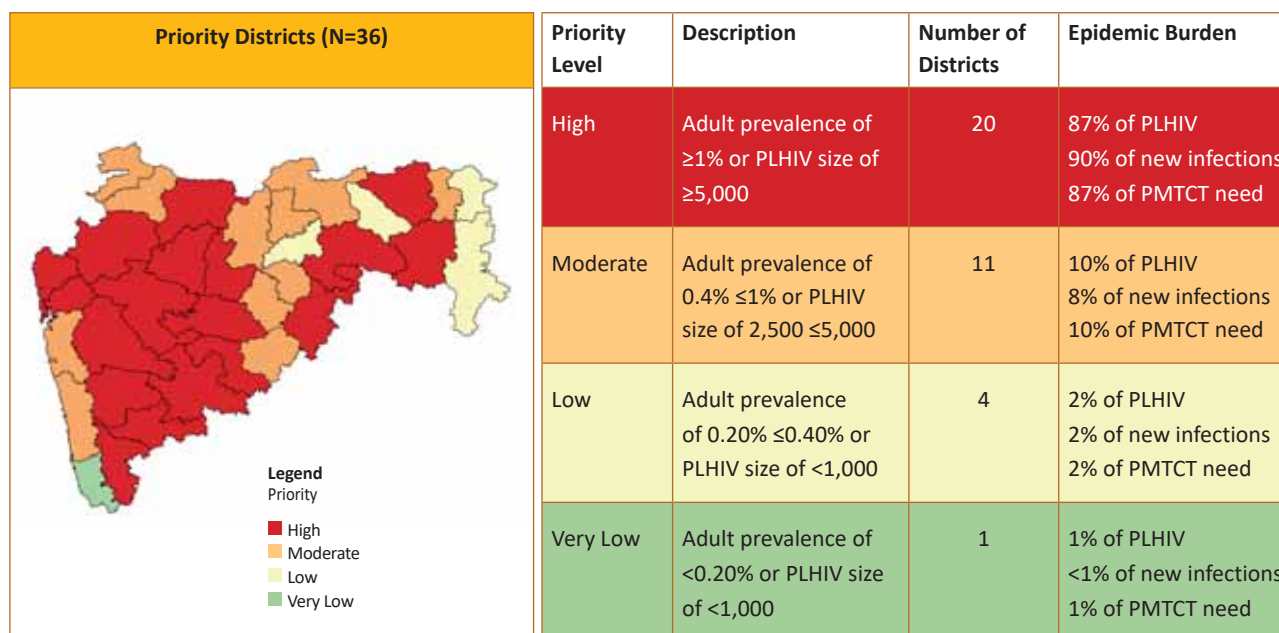 Priority Districts (N=36)
Legend
Priority
High
Moderate
Low
Very Low
Priority
Level
Description
Number of
Districts
Epidemic Burden
High
Adult prevalence of
≥1% or PLHIV size of
≥5,000
20
87% of PLHIV
90% of new infections
87% of PMTCT need
Moderate
Adult prevalence of
0.4% ≤1% or PLHIV
size of 2,500 ≤5,000
11
10% of PLHIV
8% of new infections
10% of PMTCT need
Low
Adult prevalence
of 0.20% ≤0.40% or
PLHIV size of <1,000
4
2% of PLHIV
2% of new infections
2% of PMTCT need
Very Low
Adult prevalence of
<0.20% or PLHIV size
of <1,000
1
1% of PLHIV
<1% of new infections
1% of PMTCT need